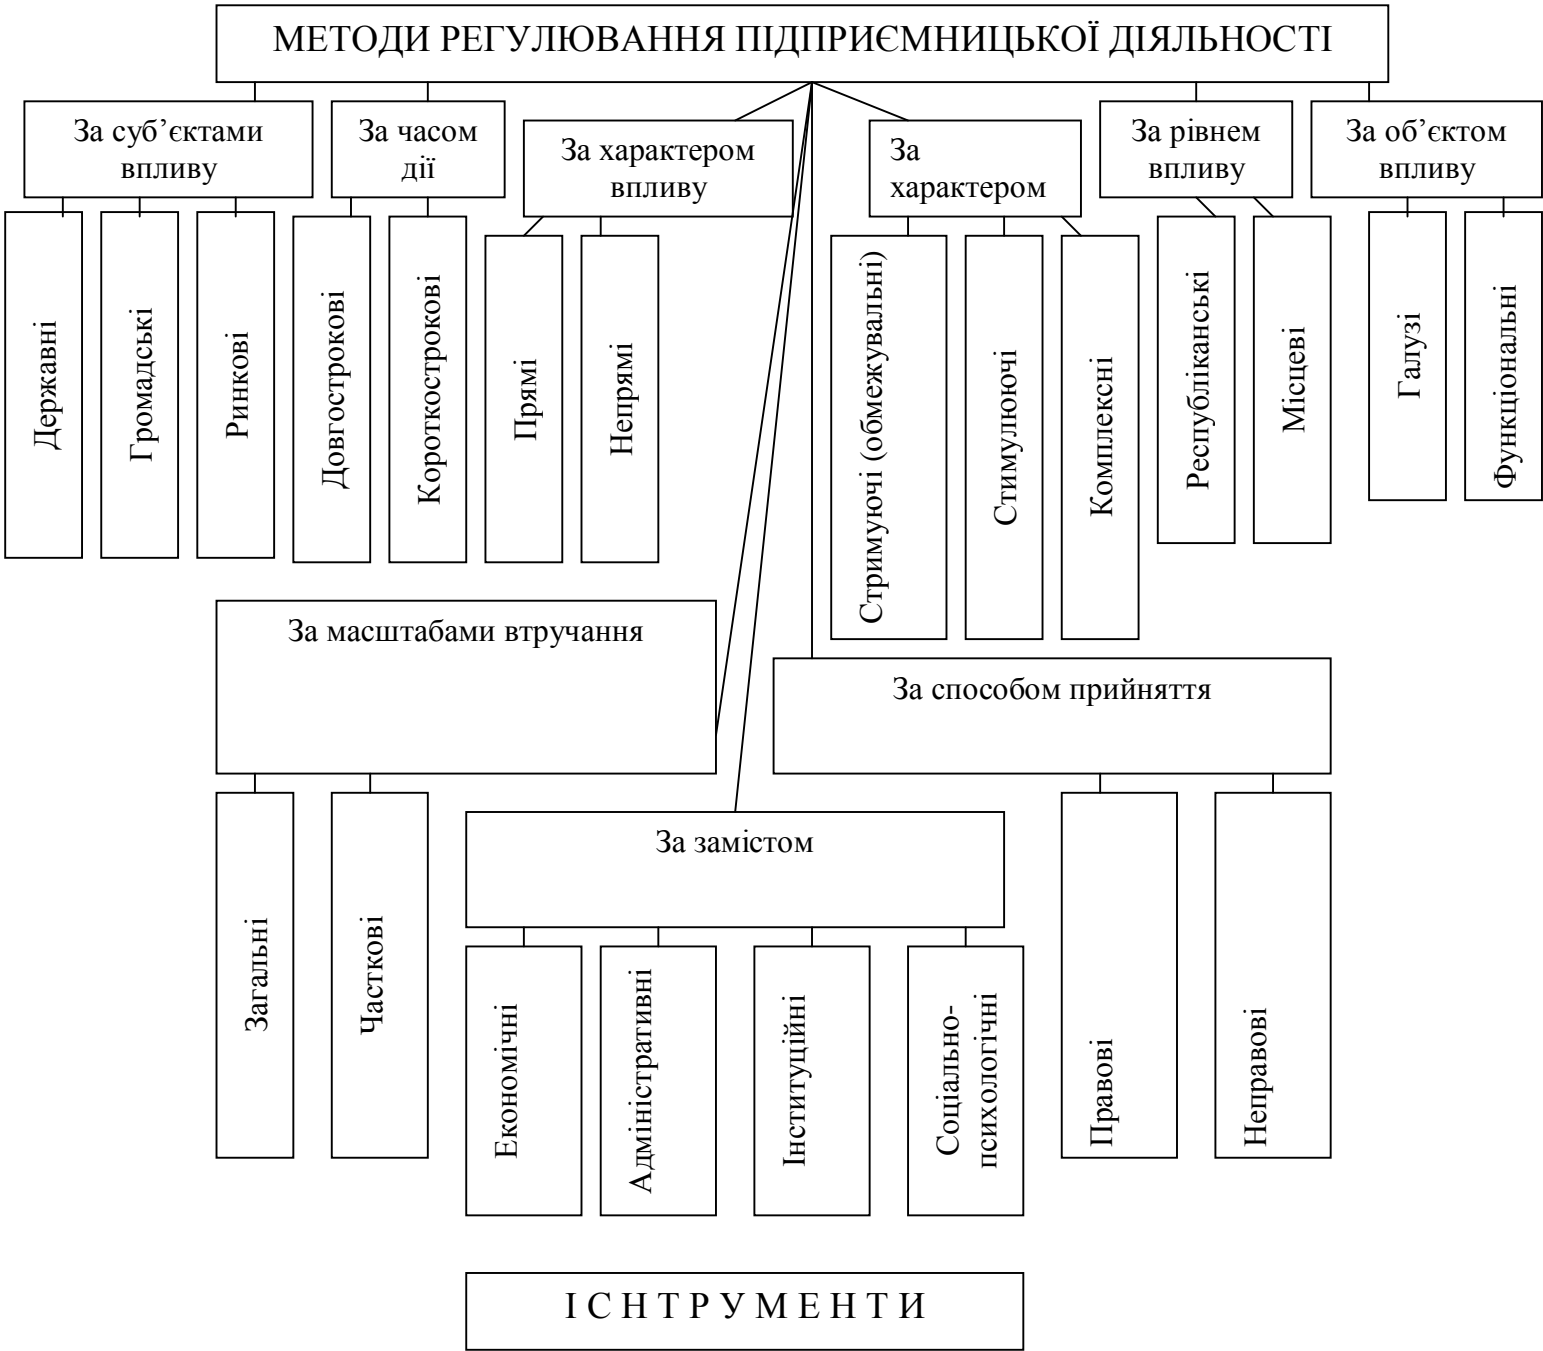 МЕТОДИ РЕГУЛЮВАННЯ ПІДПРИЄМНИЦЬКОЇ ДІЯЛЬНОСТІ
За суб’єктами
впливу
За часом
дії
За характером
впливу
За
характером
За рівнем
впливу
За об’єктом
впливу
Державні
Громадські
Ринкові
Довгострокові
Короткострокові
Прямі
Непрямі
Стримуючі (обмежувальні)
Стимулюючі
Комплексні
Республіканські
Місцеві
Галузі
Функціональні
За масштабами втручання
За способом прийняття
Загальні
Часткові
За замістом
Економічні
Адміністративні
Інституційні
Соціально-
психологічні
Правові
Неправові
І С Н Т Р У М Е Н Т И